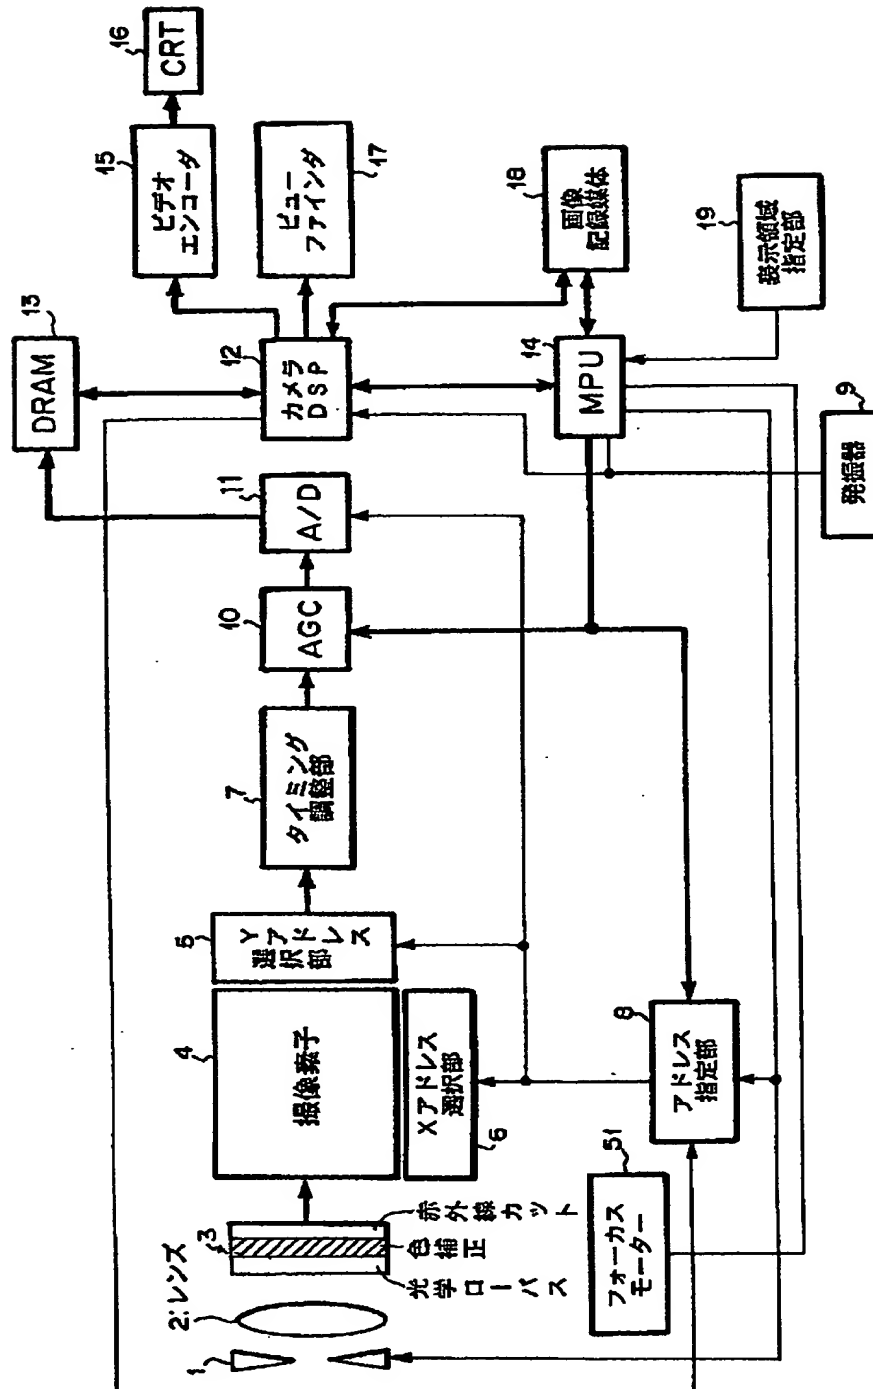 1
2:レンズ
3
光学ローパス
色補正
赤外線カット
4
撮像素子
5
Yアドレス
選択部
6
Xアドレス
選択部
7
タイミング
調整部
8
アドレス
指定部
51
フォーカス
モーター
9
発振器
10
AGC
11
A/D
12
カメラ
DSP
13
DRAM
14
MPU
15
ビデオ
エンコーダ
16
CRT
17
ビュー
ファインダ
18
画像
記録媒体
19
表示領域
指定部